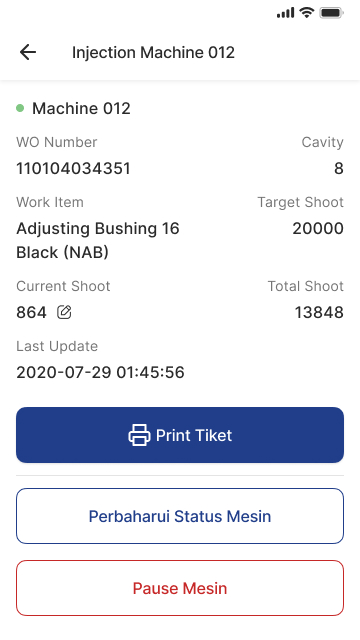 Injection Machine 012
Machine 012
WO Number
Cavity
110104034351
8
Work Item
Target Shoot
Adjusting Bushing 16
Black (NAB)
20000
Current Shoot
Total Shoot
864
13848
Last Update
2020-07-29 01:45:56
Print Tiket
Perbaharui Status Mesin
Pause Mesin